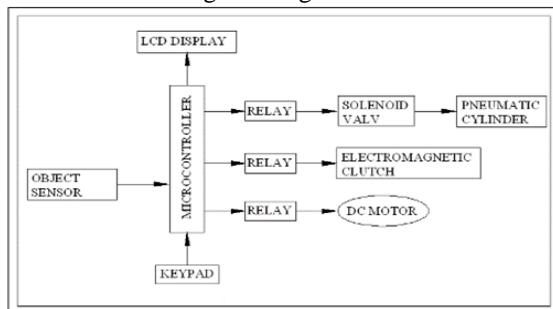 LCD DISPLAY
MICROCONTROLLER
RELAY
SOLENOID
VALV
PNEUMATIC
CYLINDER
RELAY
ELECTROMAGNETIC
CLUTCH
OBJECT
SENSOR
RELAY
DC MOTOR
KEYPAD